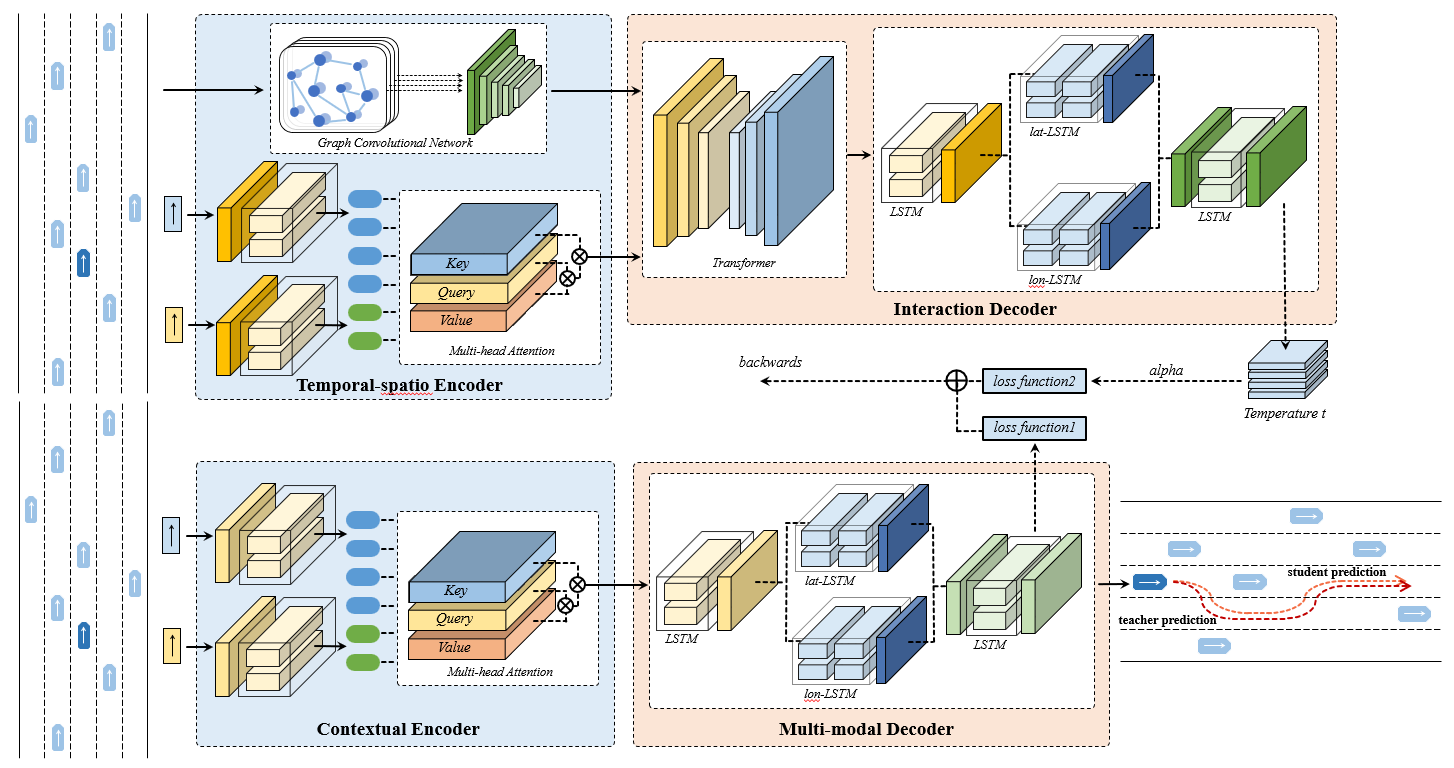 Graph Convolutional Network
Key
Query
Value
Multi-head Attention
Temporal-spatio Encoder
Transformer
LSTM
lat-LSTM
lon-LSTM
LSTM
Interaction Decoder
backwards
loss function2
alpha
Temperature t
loss function1
Key
Query
Value
Multi-head Attention
Contextual Encoder
LSTM
lat-LSTM
lon-LSTM
LSTM
Multi-modal Decoder
student prediction
teacher prediction